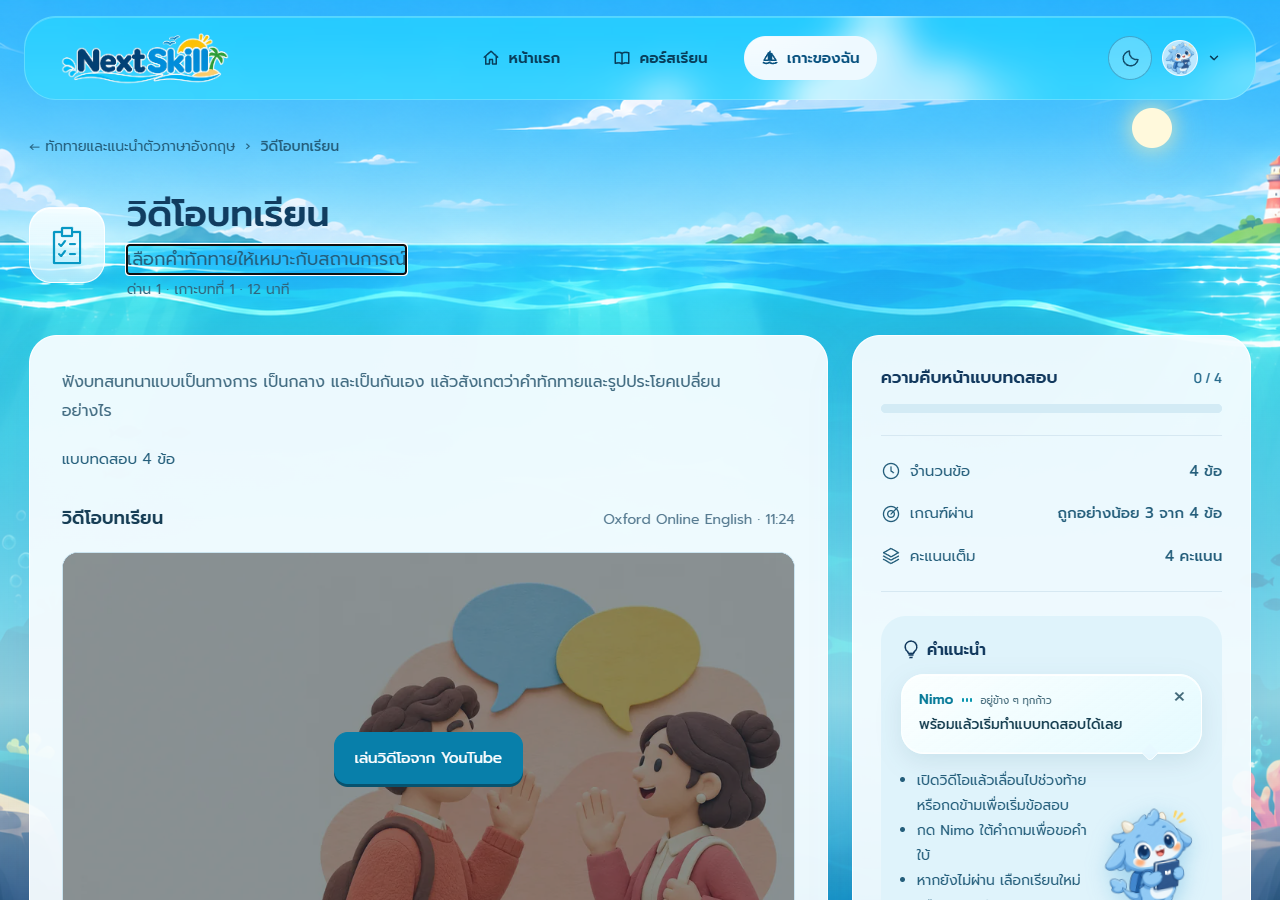 NextSkill
หน้าแรก
คอร์สเรียน
เกาะของฉัน
← ทักทายและแนะนำตัวภาษาอังกฤษ › วิดีโอบทเรียน
วิดีโอบทเรียน
เลือกคำทักทายให้เหมาะกับสถานการณ์
ด่าน 1 · เกาะบทที่ 1 · 12 นาที
ฟังบทสนทนาแบบเป็นทางการ เป็นกลาง และเป็นกันเอง แล้วสังเกตว่าคำทักทายและรูปประโยคเปลี่ยน
อย่างไร
แบบทดสอบ 4 ข้อ
วิดีโอบทเรียน
Oxford Online English · 11:24
เล่นวิดีโอจาก YouTube
ความคืบหน้าแบบทดสอบ
0 / 4
จำนวนข้อ
4 ข้อ
เกณฑ์ผ่าน
ถูกอย่างน้อย 3 จาก 4 ข้อ
คะแนนเต็ม
4 คะแนน
คำแนะนำ
Nimo อยู่ข้าง ๆ ทุกก้าว
พร้อมแล้วเริ่มทำแบบทดสอบได้เลย
• เปิดวิดีโอแล้วเลื่อนไปช่วงท้าย
หรือกดข้ามเพื่อเริ่มข้อสอบ
• กด Nimo ใต้คำถามเพื่อขอคำ
ใบ้
• หากยังไม่ผ่าน เลือกเรียนใหม่